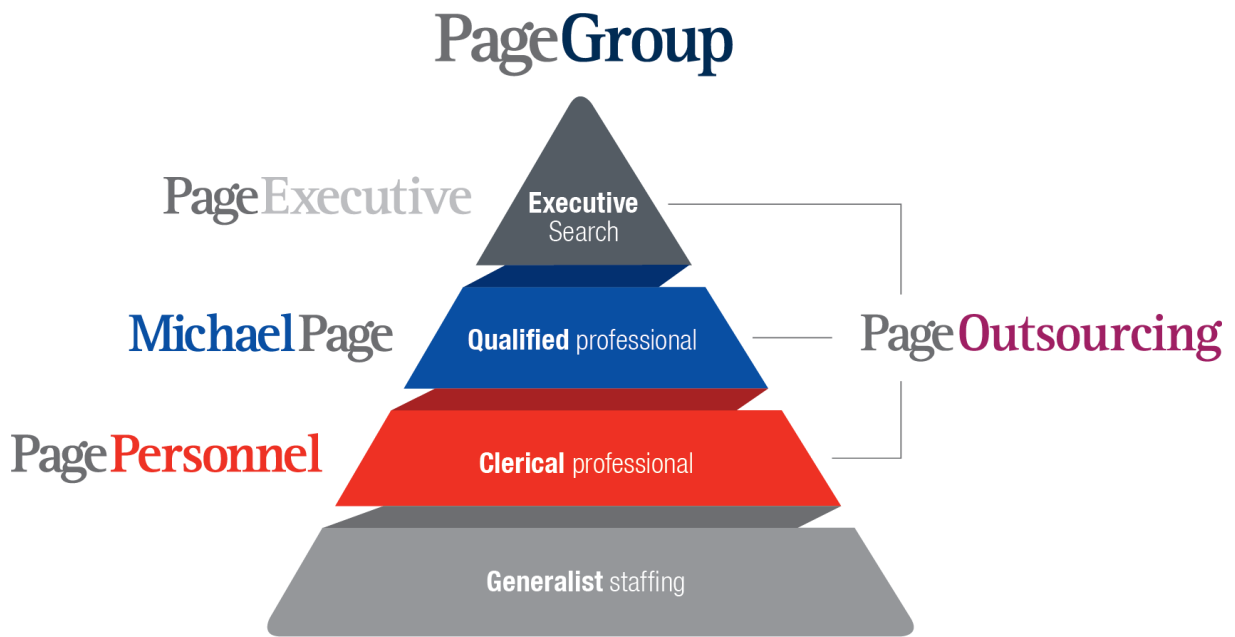 PageGroup
PageExecutive
Executive
Search
MichaelPage
Qualified professional
PageOutsourcing
PagePersonnel
Clerical professional
Generalist staffing